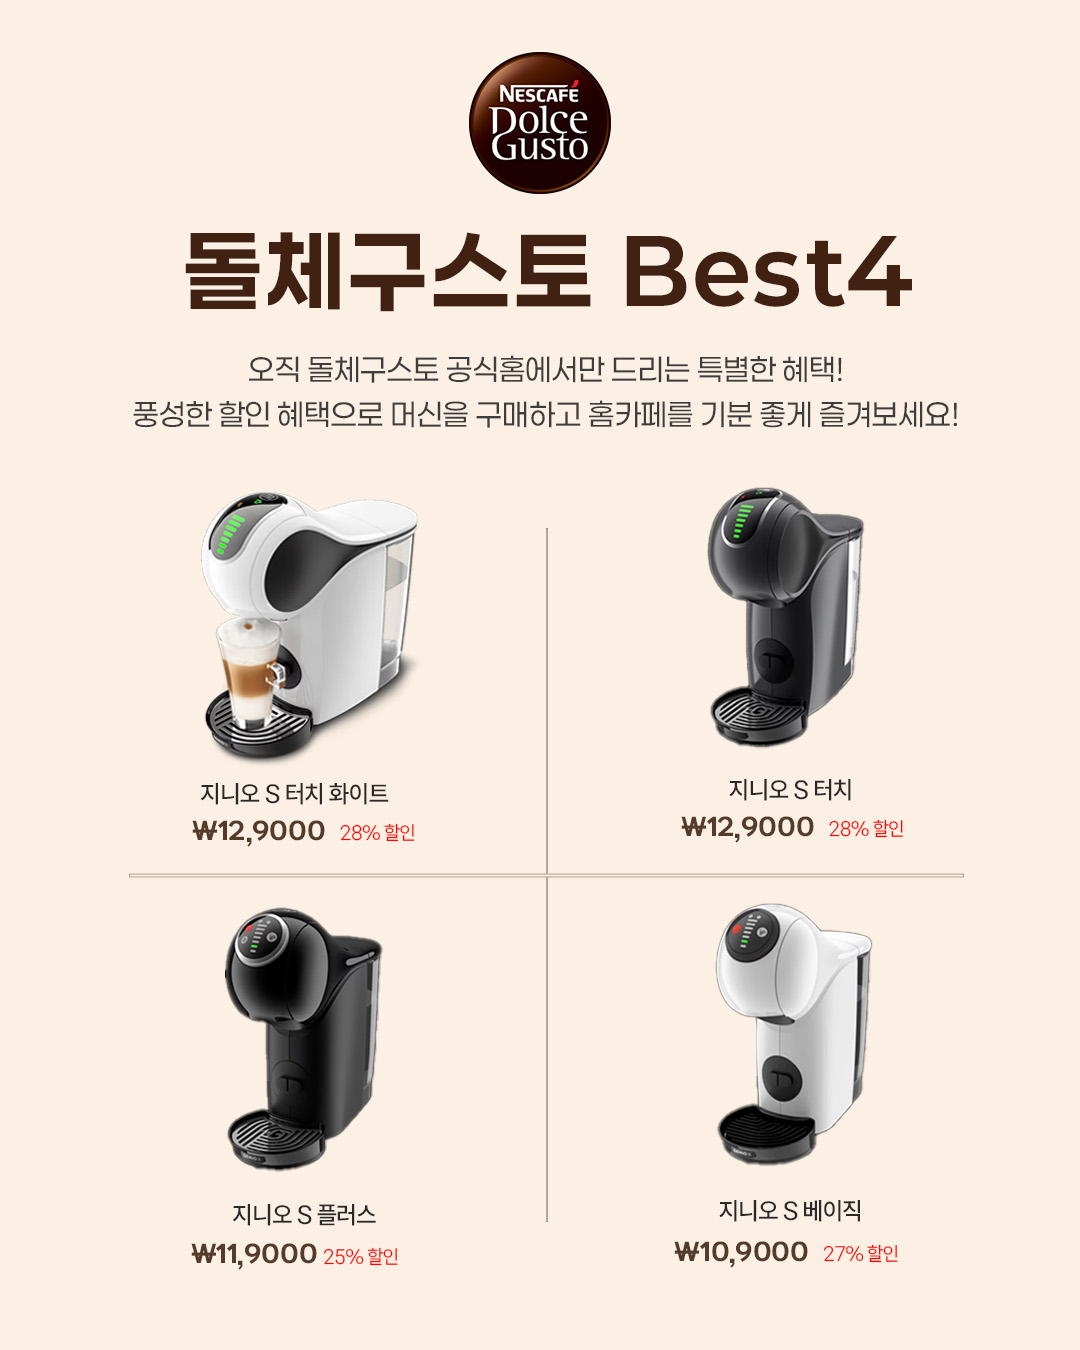 NESCAFÉ
Dolce
Gusto
돌체구스토 Best4
오직 돌체구스토 공식홈에서만 드리는 특별한 혜택!
풍성한 할인 혜택으로 머신을 구매하고 홈카페를 기분 좋게 즐겨보세요!
지니오 S 터치 화이트
₩12,9000 28% 할인
지니오 S 터치
₩12,9000 28% 할인
지니오 S 플러스
₩11,9000 25% 할인
지니오 S 베이직
₩10,9000 27% 할인